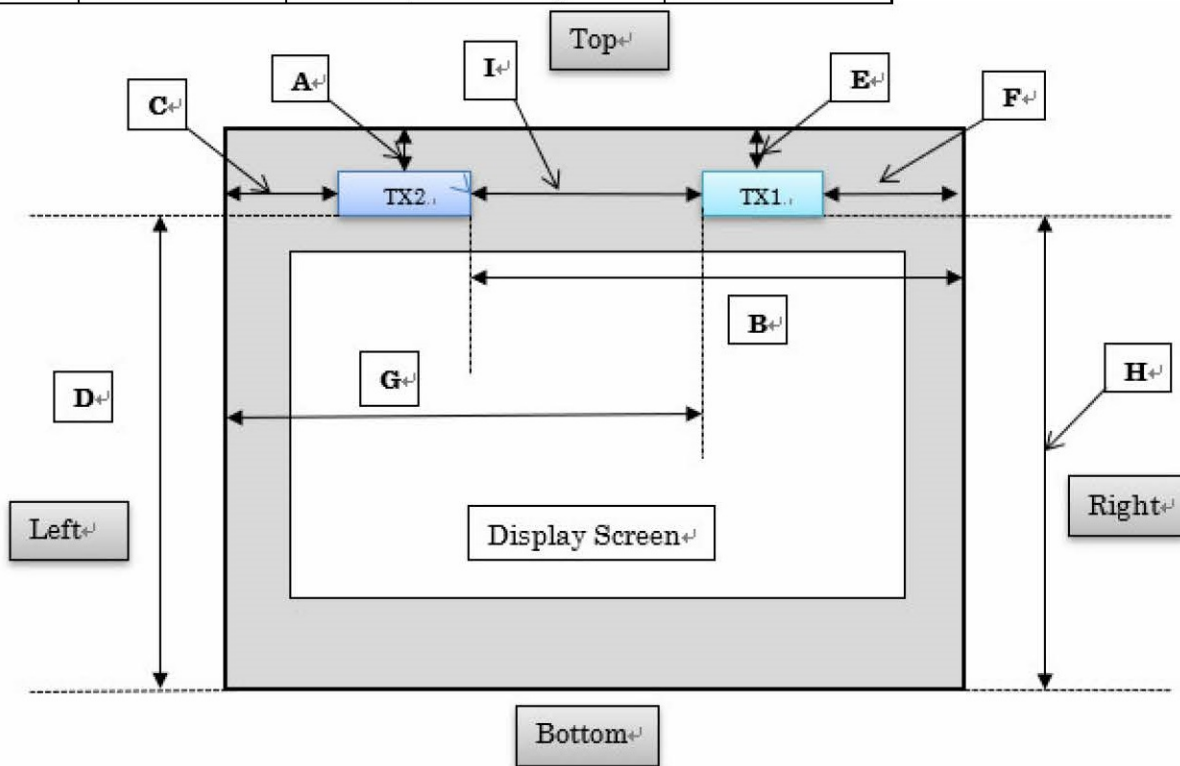 Top↵
A↵
I↵
E↵
F↵
C↵
TX2.
TX1.
B↵
G↵
D↵
H↵
Left↵
Right↵
Display Screen↵
Bottom↵